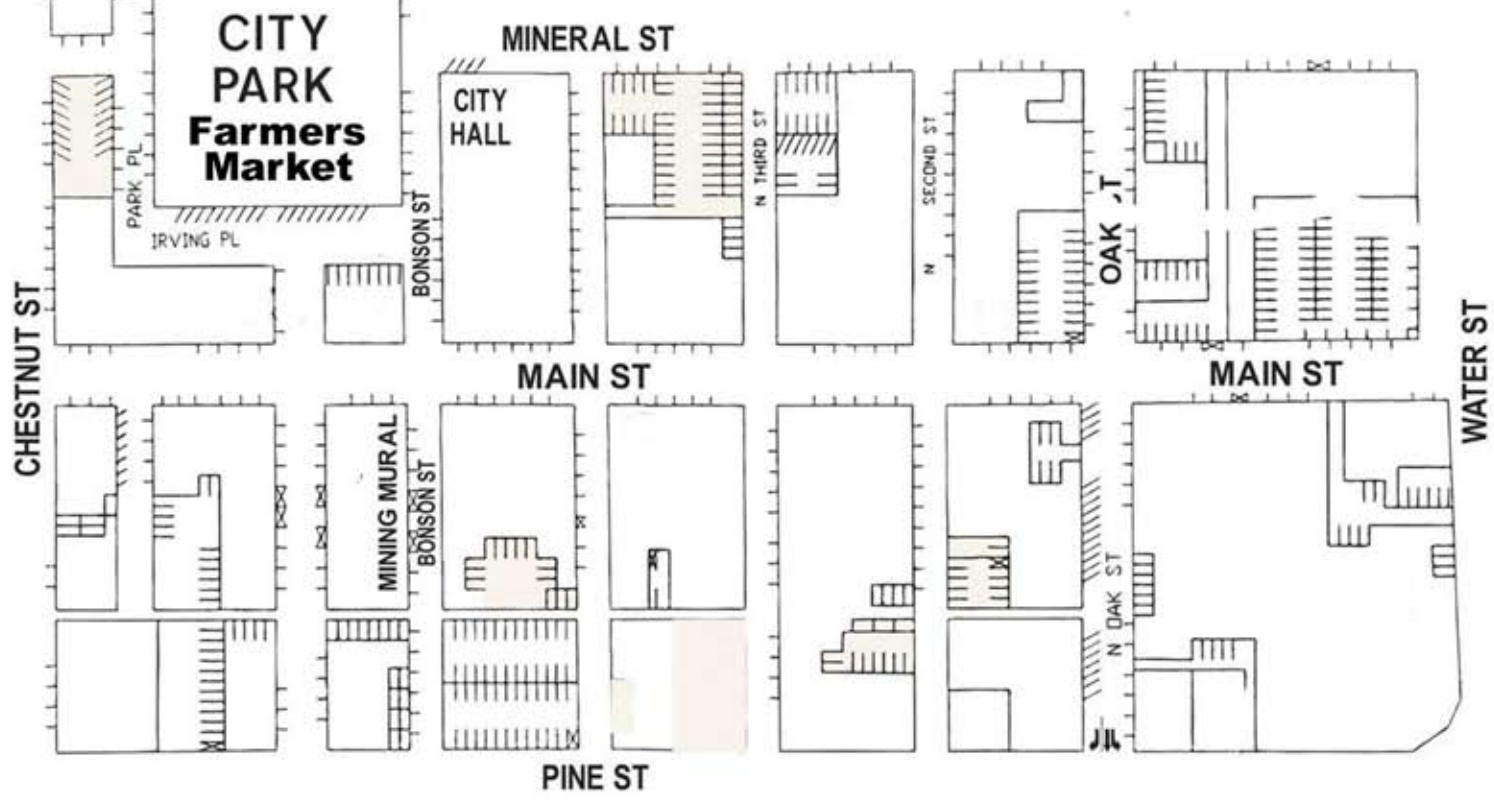 CITY
PARK
Farmers
Market
MINERAL ST
CITY
HALL
PARK PL
IRVING PL
BONSON ST
N THIRD ST
N SECOND ST
OAK
CHESTNUT ST
MAIN ST
MAIN ST
WATER ST
MINING MURAL
BONSON ST
N OAK ST
PINE ST